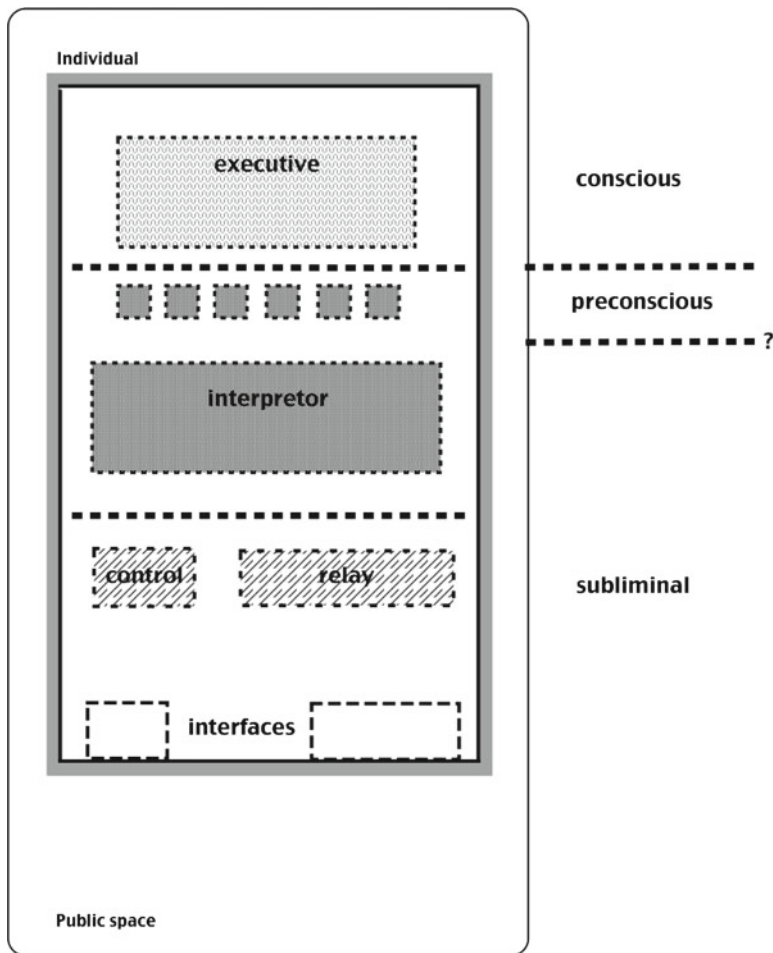 Individual
executive
conscious
preconscious
?
interpretor
control
relay
subliminal
interfaces
Public space